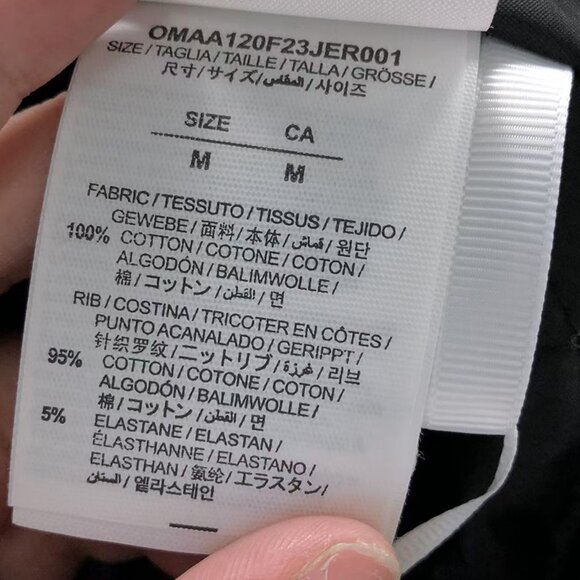 OMAA120F23JER001
SIZE / TAGLIA / TAILLE / TALLA / GRÖSSE /
尺寸 / サイズ / المقاس / 사이즈
SIZE CA
M M
FABRIC / TESSUTO / TISSUS / TEJIDO /
GEWEBE / 面料 / 本体 / قماش / 원단
100% COTTON / COTONE / COTON /
ALGODÓN / BALIMWOLLE /
棉 / コットン / القطن / 면
RIB / COSTINA / TRICOTER EN CÔTES /
PUNTO ACANALADO / GERIPPT /
针织罗纹 / ニットリブ / غرزة / 리브
95% COTTON / COTONE / COTON /
ALGODÓN / BALIMWOLLE /
棉 / コットン / القطن / 면
5% ELASTANE / ELASTAN /
ÉLASTHANNE / ELASTANO /
ELASTHAN / 氨纶 / エラスタン /
/ 엘라스테인